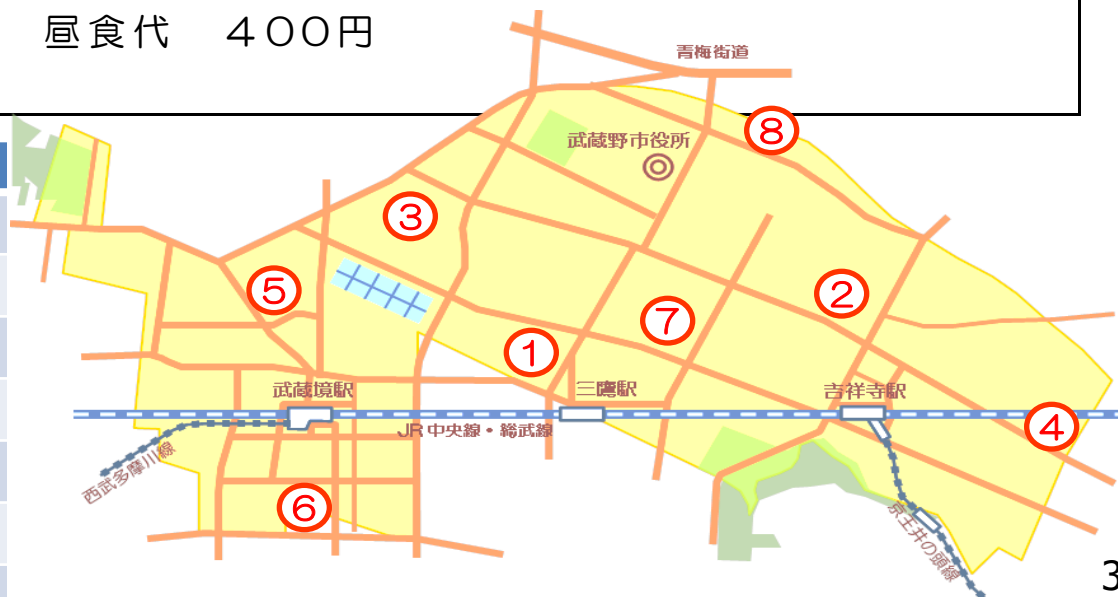 昼食代 400円
青梅街道
⑧
武蔵野市役所
③
⑤
②
⑦
①
武蔵境駅
三鷹駅
吉祥寺駅
JR中央線・総武線
④
西武多摩川線
⑥
京王井の頭線
3